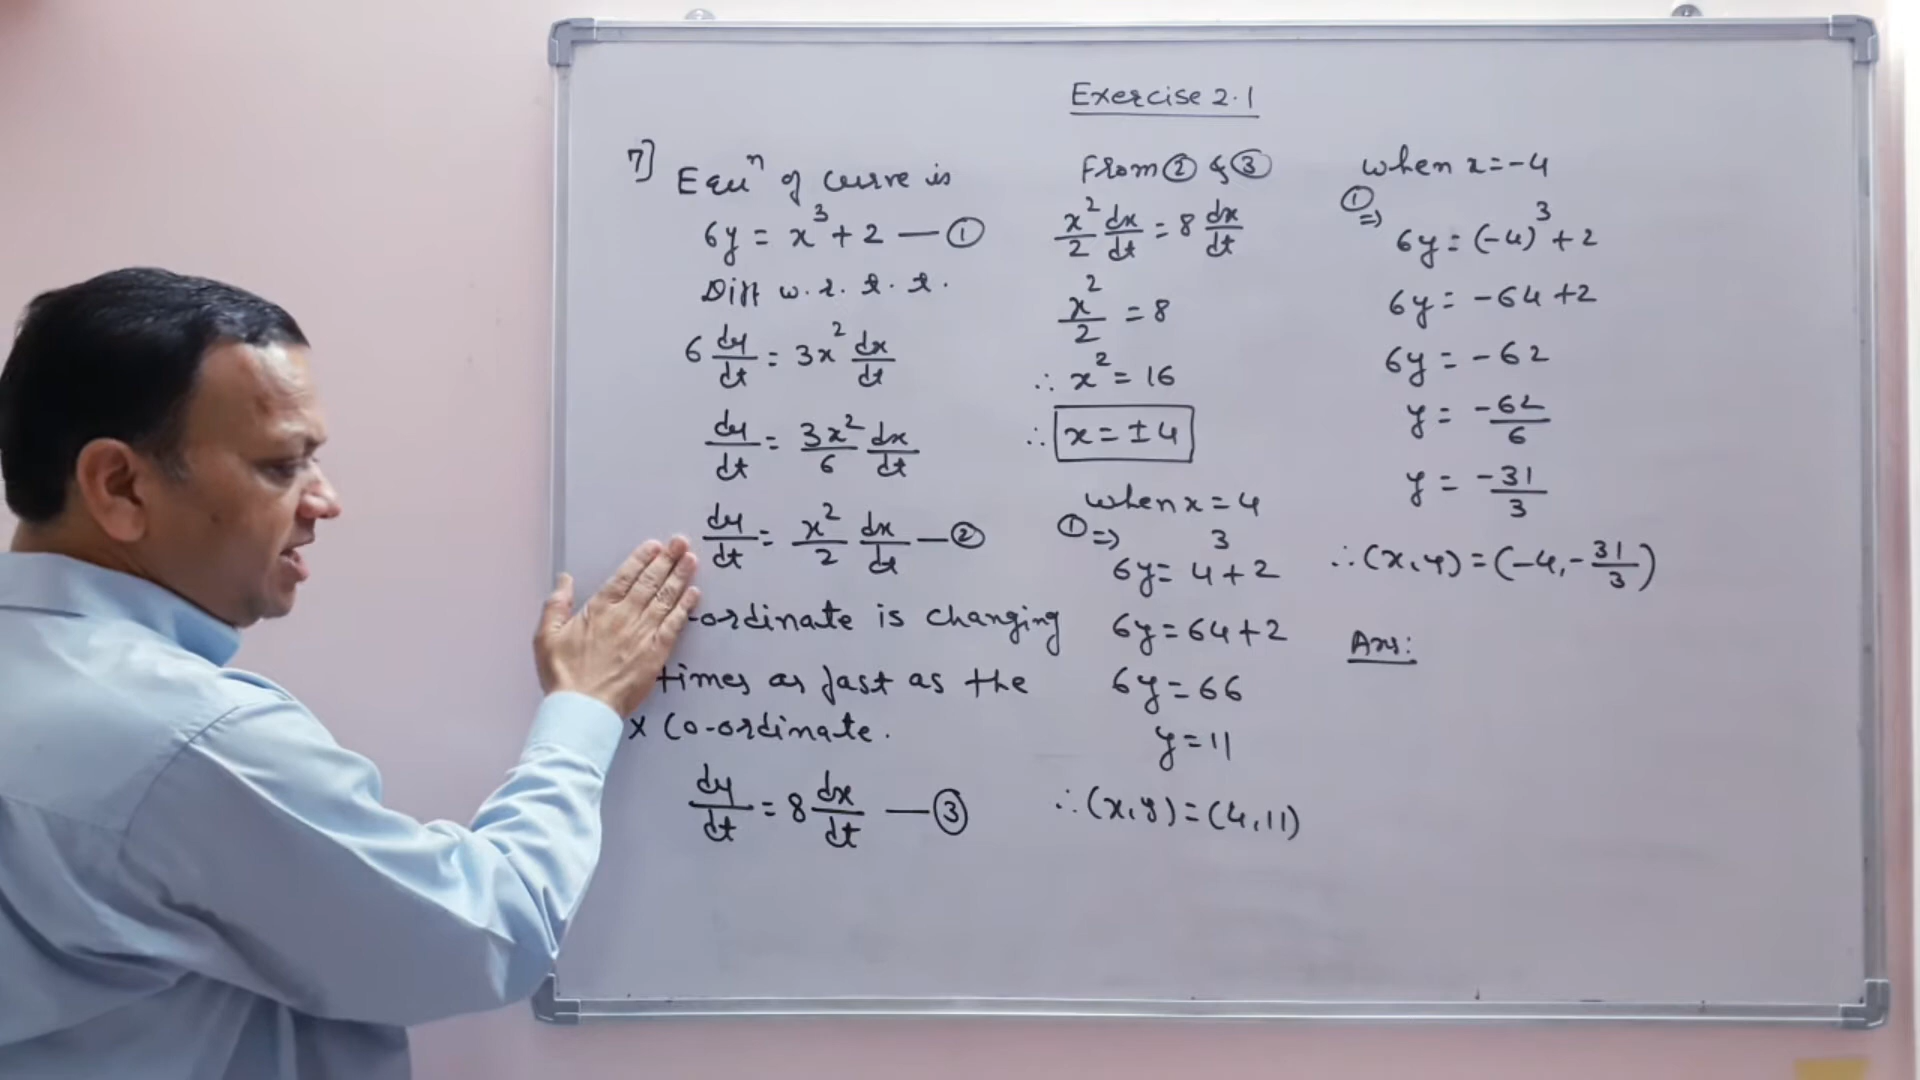 Exercise 2.1
7] Equⁿ of curve is
6y = x³ + 2 — ①
Diff w.r.t.t.
6 dy/dt = 3x² dx/dt
dy/dt = 3x²/6 dx/dt
dy/dt = x²/2 dx/dt — ②
-ordinate is changing
times as fast as the
x co-ordinate.
dy/dt = 8 dx/dt — ③
From ② & ③
x²/2 dx/dt = 8 dx/dt
x²/2 = 8
∴ x² = 16
∴ x = ±4
when x = 4
① ⇒
6y = 4³ + 2
6y = 64 + 2
6y = 66
y = 11
∴ (x, y) = (4, 11)
when x = -4
① ⇒
6y = (-4)³ + 2
6y = -64 + 2
6y = -62
y = -62/6
y = -31/3
∴ (x, y) = (-4, -31/3)
Ans: